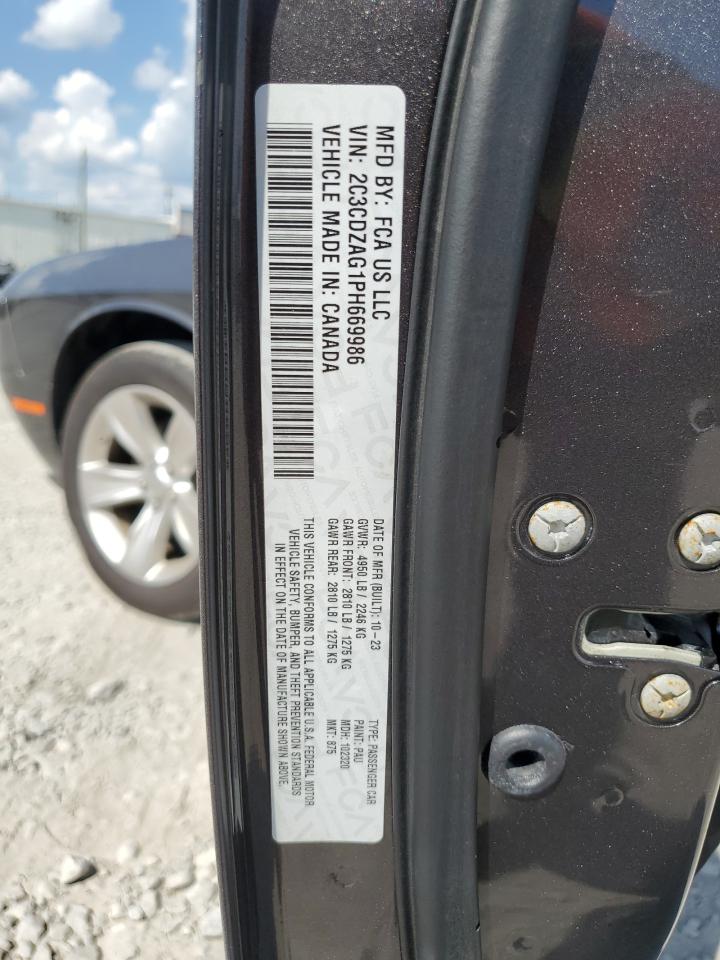 MFD BY: FCA US LLC
VIN: 2C3CDZAG1PH669986
VEHICLE MADE IN: CANADA
DATE OF MFR (BUILT): 10-23
GVWR: 4950 LB / 2246 KG
GAWR FRONT: 2810 LB / 1275 KG
GAWR REAR: 2810 LB / 1275 KG
TYPE: PASSENGER CAR
PAINT: PAU
MDH: 102320
MKT: B75
THIS VEHICLE CONFORMS TO ALL APPLICABLE U.S.A. FEDERAL MOTOR
VEHICLE SAFETY, BUMPER, AND THEFT PREVENTION STANDARDS
IN EFFECT ON THE DATE OF MANUFACTURE SHOWN ABOVE.